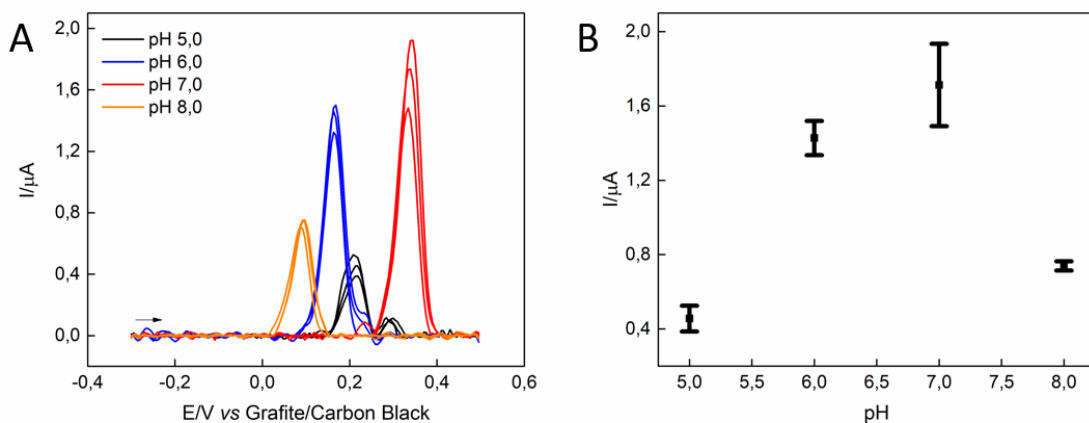 A
2,0
1,6
1,2
0,8
0,4
0,0
I/µA
pH 5,0
pH 6,0
pH 7,0
pH 8,0
-0,4
-0,2
0,0
0,2
0,4
0,6
E/V vs Grafite/Carbon Black
B
2,0
1,6
1,2
0,8
0,4
I/µA
5,0
5,5
6,0
6,5
7,0
7,5
8,0
pH